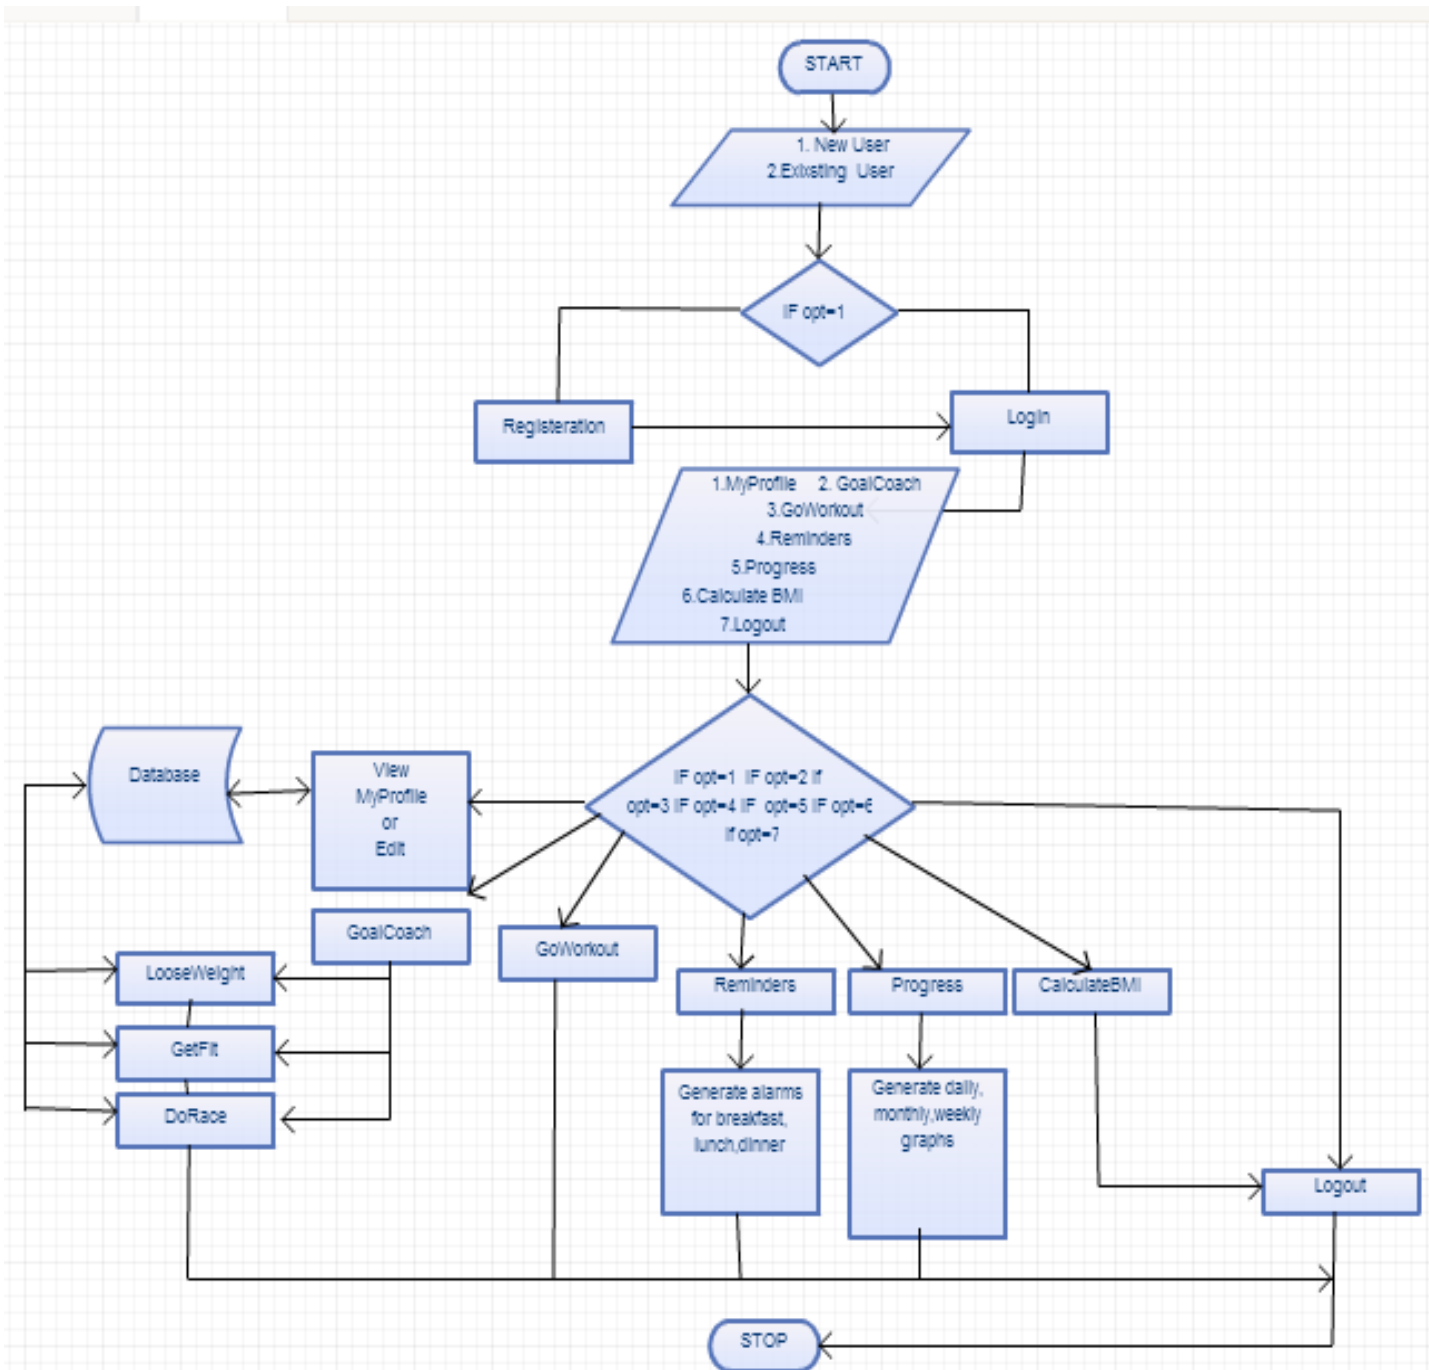 START
1. New User
2.Exixsting User
IF opt=1
Registeration
Login
1.MyProfile 2. GoalCoach
3.GoWorkout
4.Reminders
5.Progress
6.Calculate BMI
7.Logout
Database
View
MyProfile
or
Edit
IF opt=1 IF opt=2 If
opt=3 IF opt=4 IF opt=5 IF opt=6
If opt=7
GoalCoach
GoWorkout
LooseWeight
Reminders
Progress
CalculateBMI
GetFit
DoRace
Generate alarms
for breakfast,
lunch,dinner
Generate daily,
monthly,weekly
graphs
Logout
STOP